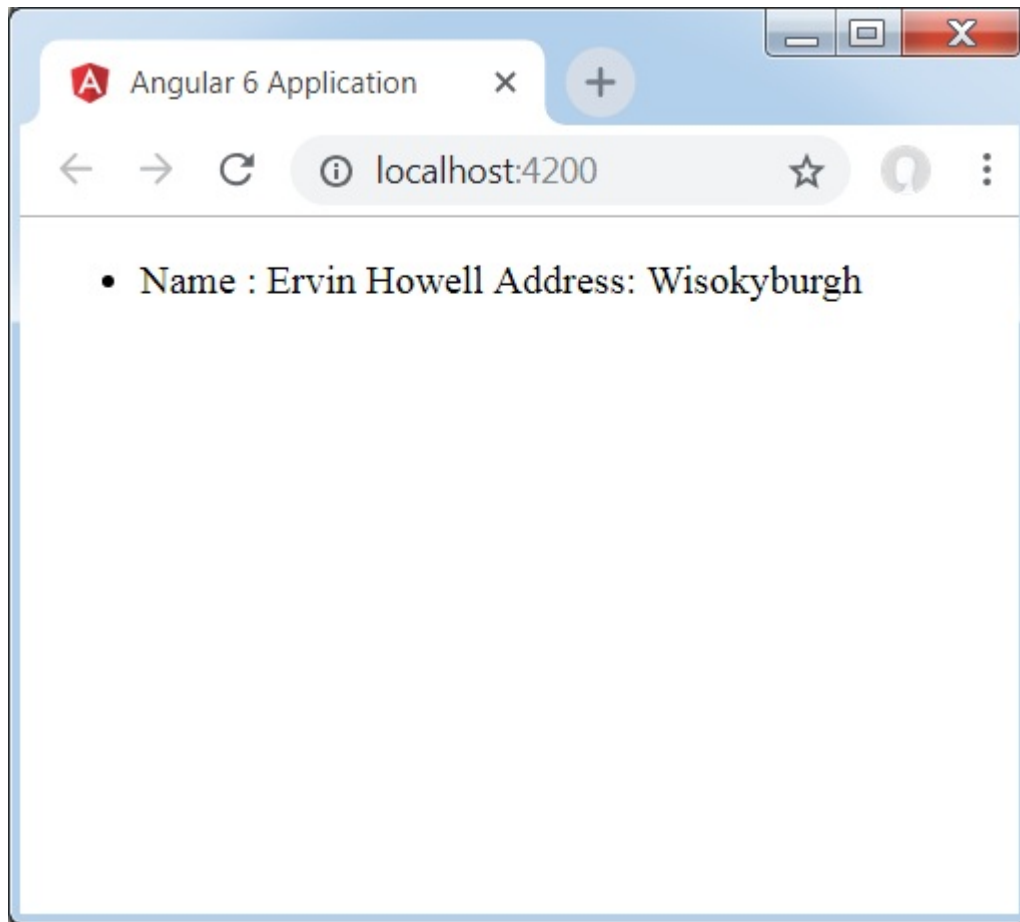 Angular 6 Application
localhost:4200
Name : Ervin Howell Address: Wisokyburgh